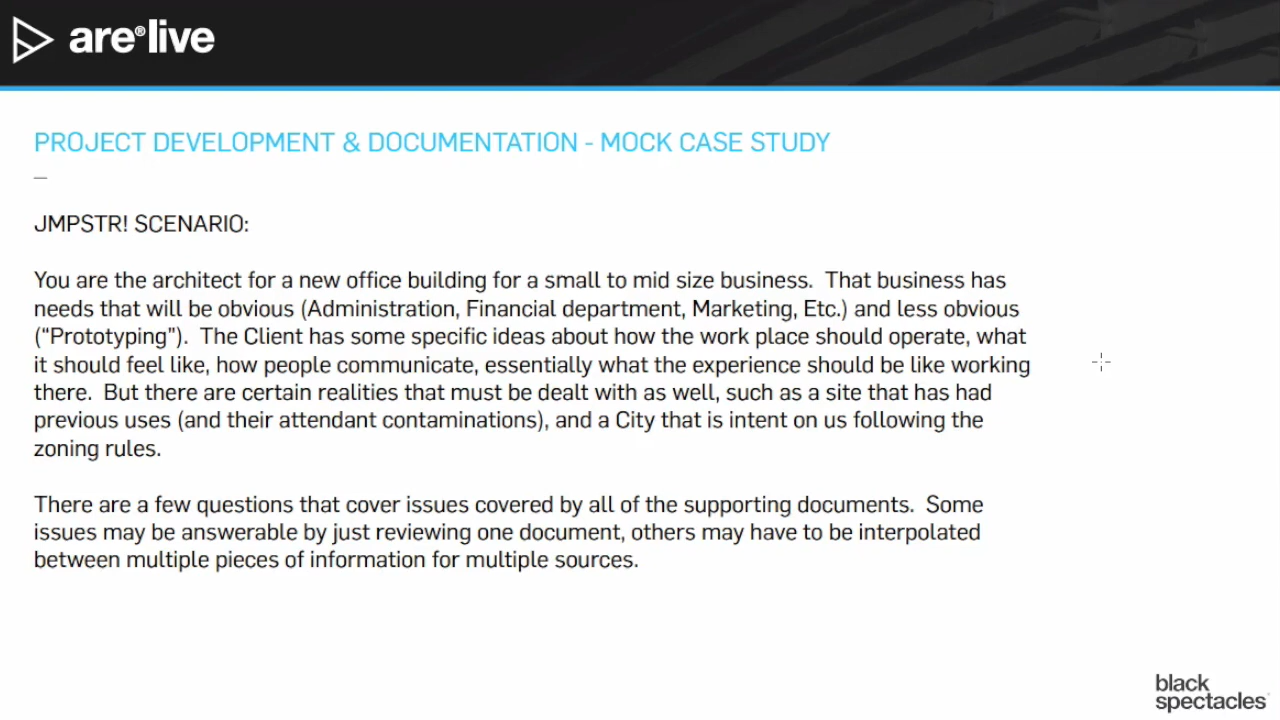 are®live
PROJECT DEVELOPMENT & DOCUMENTATION - MOCK CASE STUDY
JMPSTR! SCENARIO:
You are the architect for a new office building for a small to mid size business. That business has
needs that will be obvious (Administration, Financial department, Marketing, Etc.) and less obvious
(“Prototyping”). The Client has some specific ideas about how the work place should operate, what
it should feel like, how people communicate, essentially what the experience should be like working
there. But there are certain realities that must be dealt with as well, such as a site that has had
previous uses (and their attendant contaminations), and a City that is intent on us following the
zoning rules.
There are a few questions that cover issues covered by all of the supporting documents. Some
issues may be answerable by just reviewing one document, others may have to be interpolated
between multiple pieces of information for multiple sources.
black
spectacles